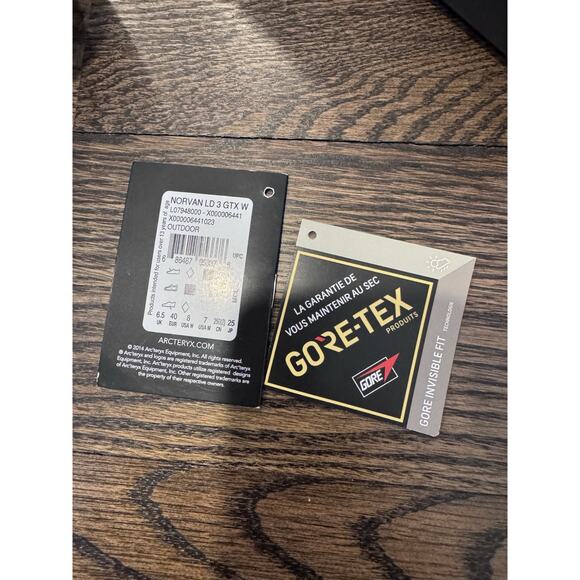 NORVAN LD 3 GTX W
L07948000 - X000006441
X000006441023
OUTDOOR
UPC
86487
Products intended for users over 13 years of age
6.5 40 8 7 25
UK EUR USA W USA M CN JP
ARCTERYX.COM
© 2014 Arc'teryx Equipment, Inc. All rights reserved.
® Arc'teryx and logos are registered trademarks of Arc'teryx
Equipment, Inc. Arc'teryx products utilize registered designs
of Arc'teryx Equipment, Inc. Other registered trademarks are
the property of their respective owners.
LA GARANTIE DE
VOUS MAINTENIR AU SEC
GORE-TEX
PRODUITS
GORE
GORE INVISIBLE FIT TECHNOLOGY